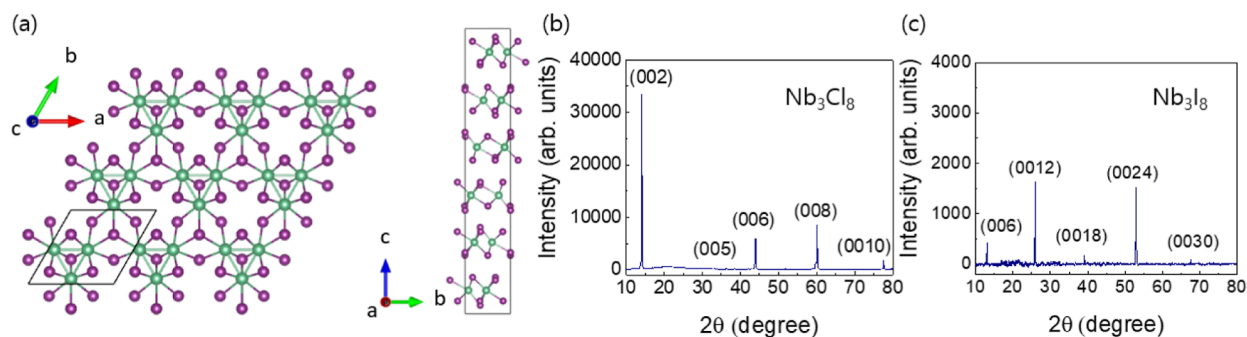 (a)
b
c
a
c
a
b
(b)
Intensity (arb. units)
40000
30000
20000
10000
0
(002)
Nb₃Cl₈
(005)
(006)
(008)
(0010)
10 20 30 40 50 60 70 80
2θ (degree)
(c)
Intensity (arb. units)
4000
3000
2000
1000
0
Nb₃I₈
(006)
(0012)
(0018)
(0024)
(0030)
10 20 30 40 50 60 70 80
2θ (degree)